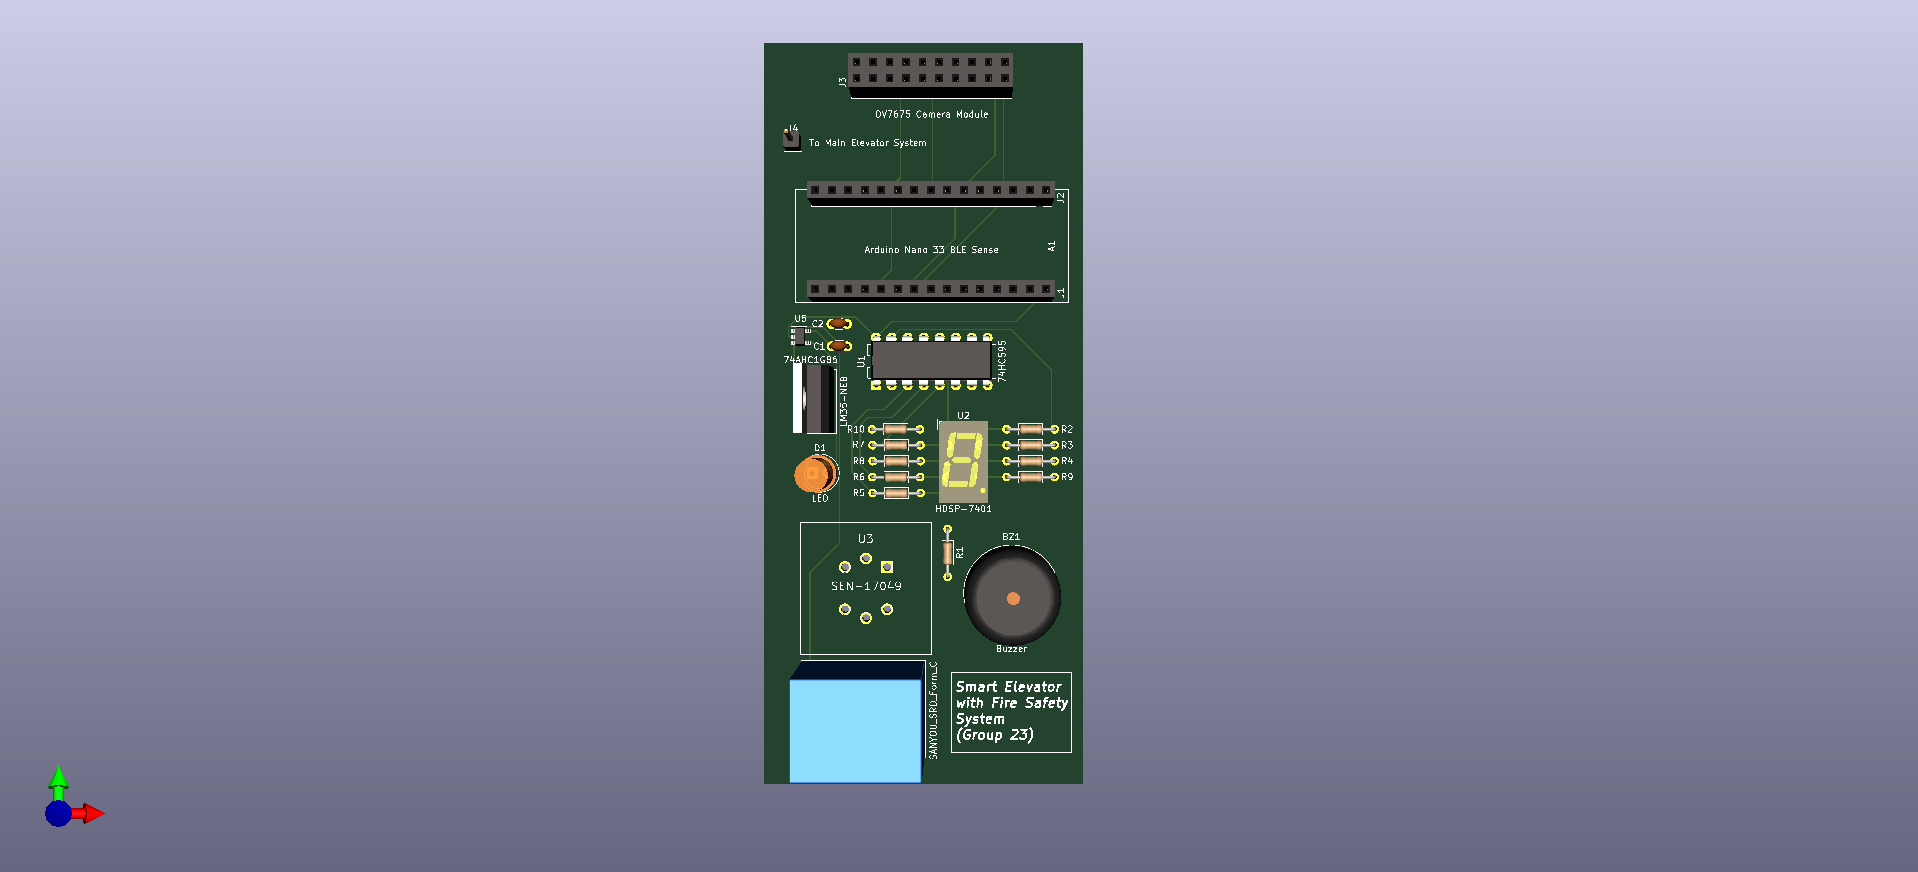 J3
OV7675 Camera Module
J4
To Main Elevator System
J2
Arduino Nano 33 BLE Sense
A1
J1
U5
C2
C1
74AHC1G86
U1
74HC595
LM35-NEB
U2
R10
R7
R8
R6
R5
R2
R3
R4
R9
D1
LED
HDSP-7401
U3
SEN-17049
R1
BZ1
Buzzer
SANYOU_SRD_Form_C
Smart Elevator
with Fire Safety
System
(Group 23)